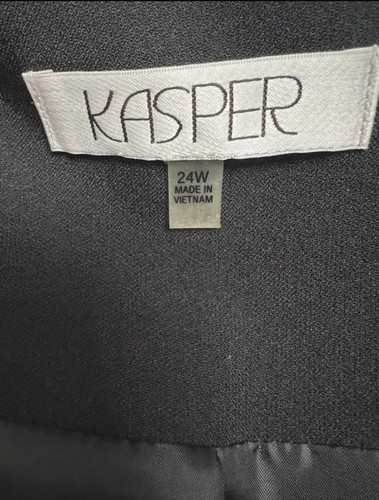 KASPER
24W
MADE IN
VIETNAM